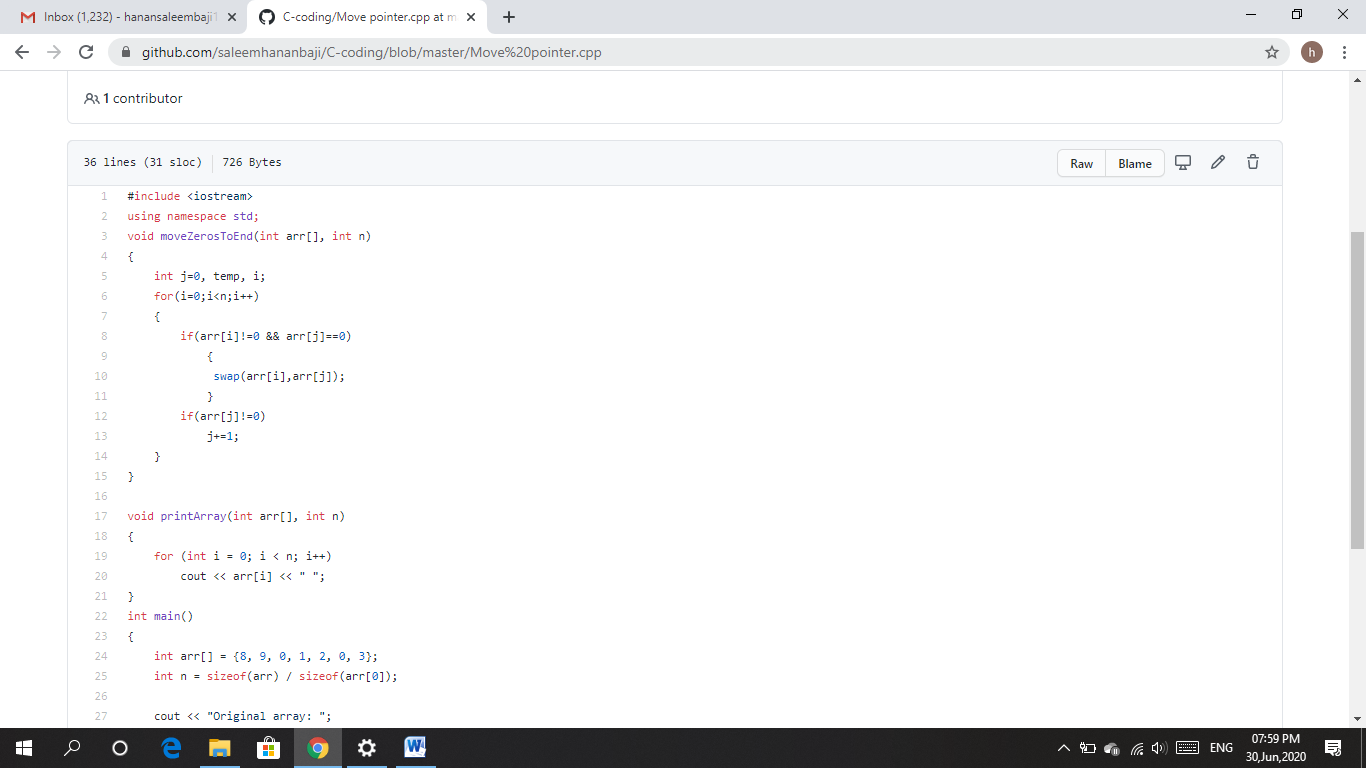 Inbox (1,232) - hanansaleembaji1
C-coding/Move pointer.cpp at m
github.com/saleemhananbaji/C-coding/blob/master/Move%20pointer.cpp
h
1 contributor
36 lines (31 sloc) 726 Bytes
Raw Blame
1 #include <iostream>
2 using namespace std;
3 void moveZerosToEnd(int arr[], int n)
4 {
5     int j=0, temp, i;
6     for(i=0;i<n;i++)
7     {
8         if(arr[i]!=0 && arr[j]==0)
9             {
10              swap(arr[i],arr[j]);
11             }
12         if(arr[j]!=0)
13             j+=1;
14     }
15 }
16
17 void printArray(int arr[], int n)
18 {
19     for (int i = 0; i < n; i++)
20         cout << arr[i] << " ";
21 }
22 int main()
23 {
24     int arr[] = {8, 9, 0, 1, 2, 0, 3};
25     int n = sizeof(arr) / sizeof(arr[0]);
26
27     cout << "Original array: ";
ENG
07:59 PM
30,Jun,2020